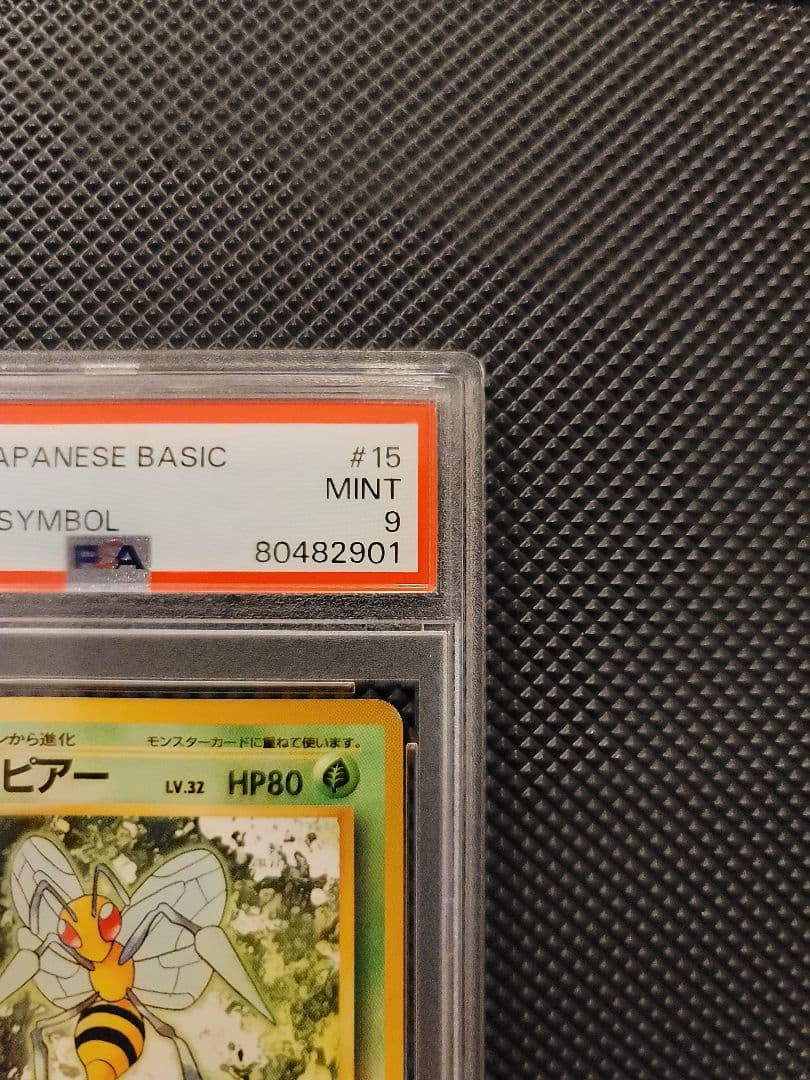 APANESE BASIC #15
MINT
SYMBOL 9
PSA 80482901
ンから進化 モンスターカードに重ねて使います。
ピアー LV.32 HP80